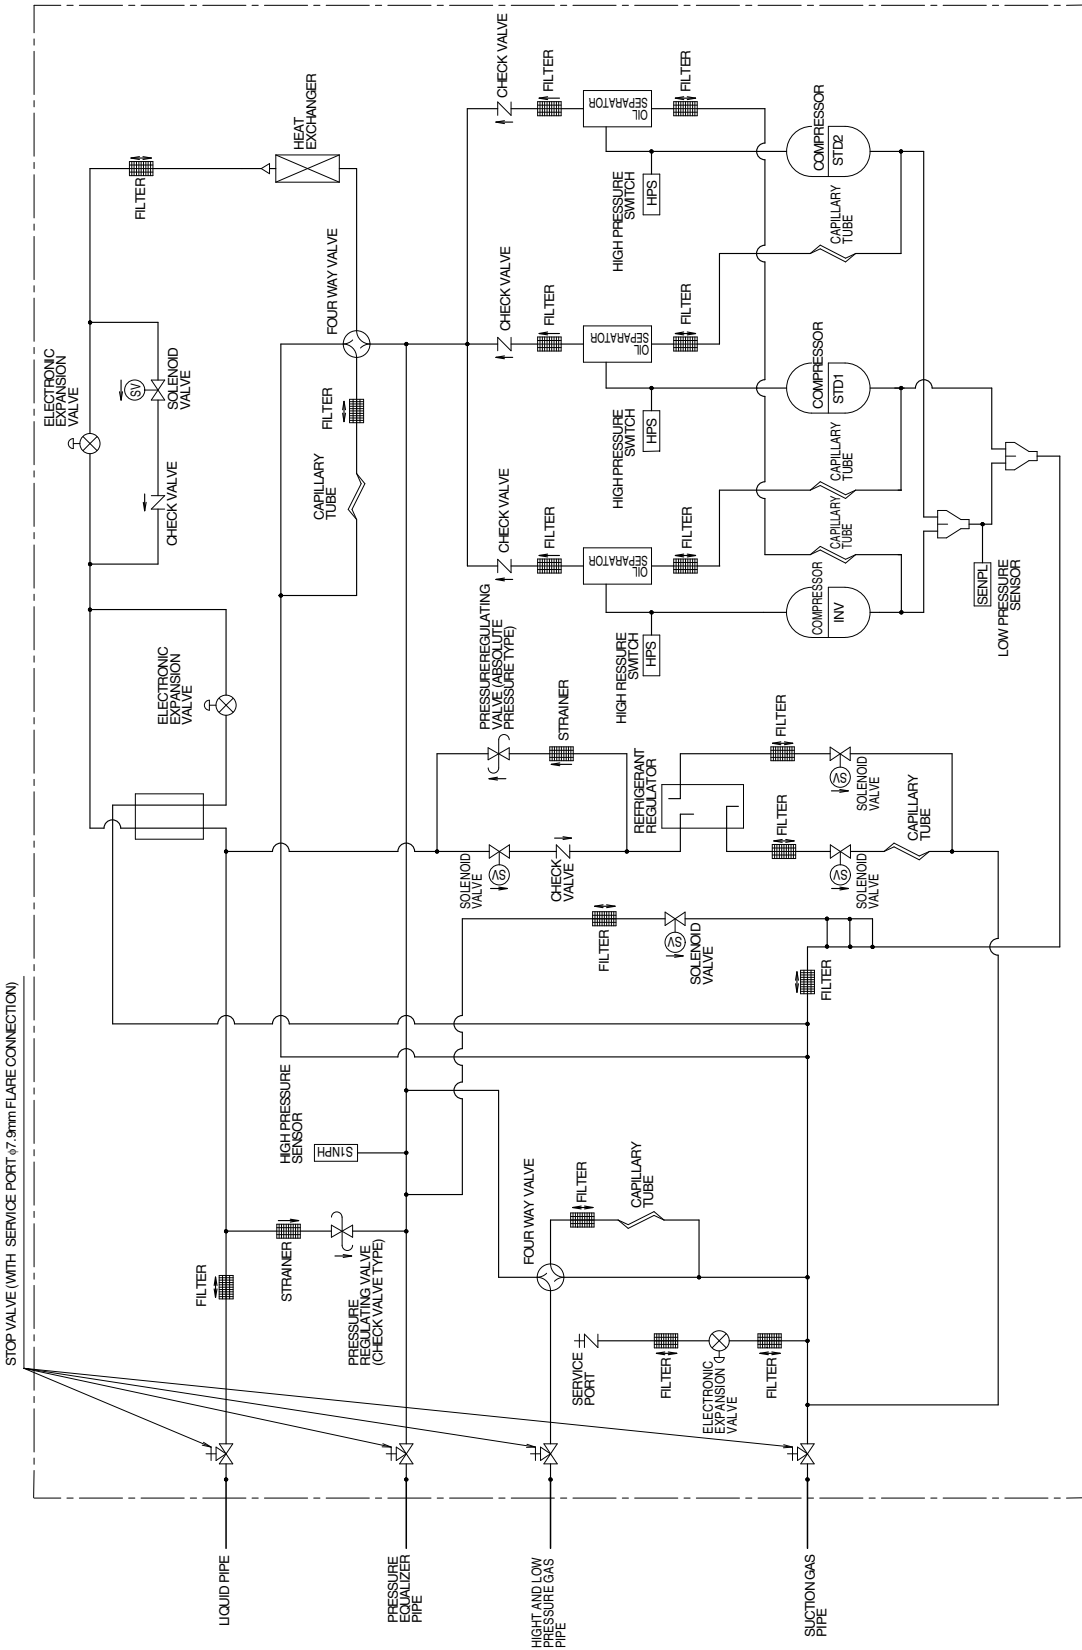 STOP VALVE (WITH SERVICE PORT φ7.9mm FLARE CONNECTION)
LIQUID PIPE
PRESSURE
EQUALIZER
PIPE
HIGHT AND LOW
PRESSURE GAS
PIPE
SUCTION GAS
PIPE
FILTER
STRAINER
PRESSURE
REGULATING VALVE
(CHECK VALVE TYPE)
HIGH PRESSURE
SENSOR
S1NPH
FOUR WAY VALVE
FILTER
CAPILLARY
TUBE
SERVICE
PORT
FILTER
ELECTRONIC
EXPANSION
VALVE
FILTER
FILTER
FILTER
SV
SOLENOID
VALVE
SOLENOID
VALVE
SV
CHECK
VALVE
PRESSURE REGULATING
VALVE (ABSOLUTE
PRESSURE TYPE)
STRAINER
REFRIGERANT
REGULATOR
FILTER
SV
SOLENOID
VALVE
CAPILLARY
TUBE
FILTER
SV
SOLENOID
VALVE
ELECTRONIC
EXPANSION
VALVE
ELECTRONIC
EXPANSION
VALVE
CHECK VALVE
SV
SOLENOID
VALVE
FILTER
HEAT
EXCHANGER
FOUR WAY VALVE
FILTER
CAPILLARY
TUBE
CHECK VALVE
FILTER
OIL
SEPARATOR
FILTER
HIGH RESSURE
SWITCH
HPS
COMPRESSOR
INV
CAPILLARY
TUBE
CHECK VALVE
FILTER
OIL
SEPARATOR
FILTER
HIGH PRESSURE
SWITCH
HPS
COMPRESSOR
STD1
CAPILLARY
TUBE
CHECK VALVE
FILTER
OIL
SEPARATOR
FILTER
HIGH PRESSURE
SWITCH
HPS
COMPRESSOR
STD2
CAPILLARY
TUBE
SENPL
LOW PRESSURE
SENSOR